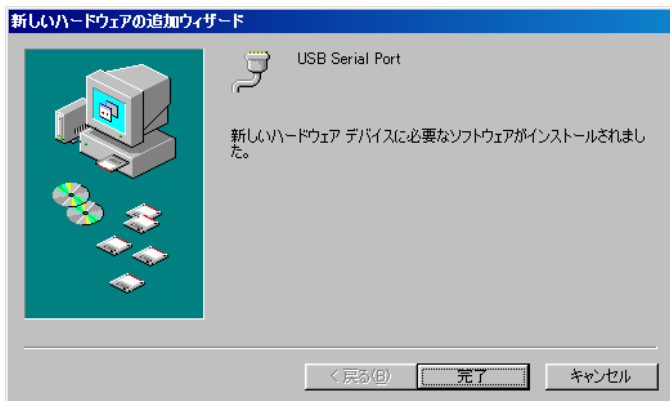 新しいハードウェアの追加ウィザード
USB Serial Port
新しいハードウェア デバイスに必要なソフトウェアがインストールされまし
た。
< 戻る(B) 完了 キャンセル